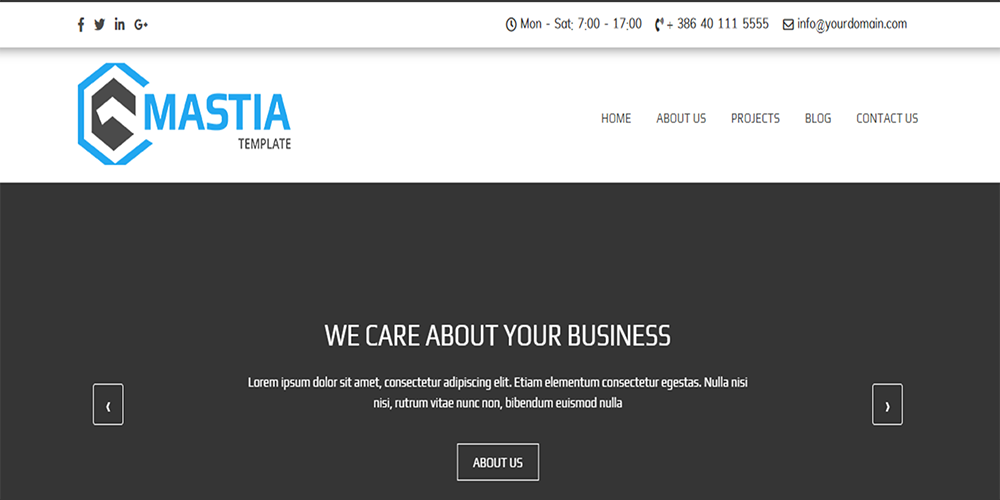 Mon - Sat: 7:00 - 17:00 + 386 40 111 5555 info@yourdomain.com
MASTIA
TEMPLATE
HOME ABOUT US PROJECTS BLOG CONTACT US
WE CARE ABOUT YOUR BUSINESS
Lorem ipsum dolor sit amet, consectetur adipiscing elit. Etiam elementum consectetur egestas. Nulla nisi
nisi, rutrum vitae nunc non, bibendum euismod nulla
‹ ›
ABOUT US